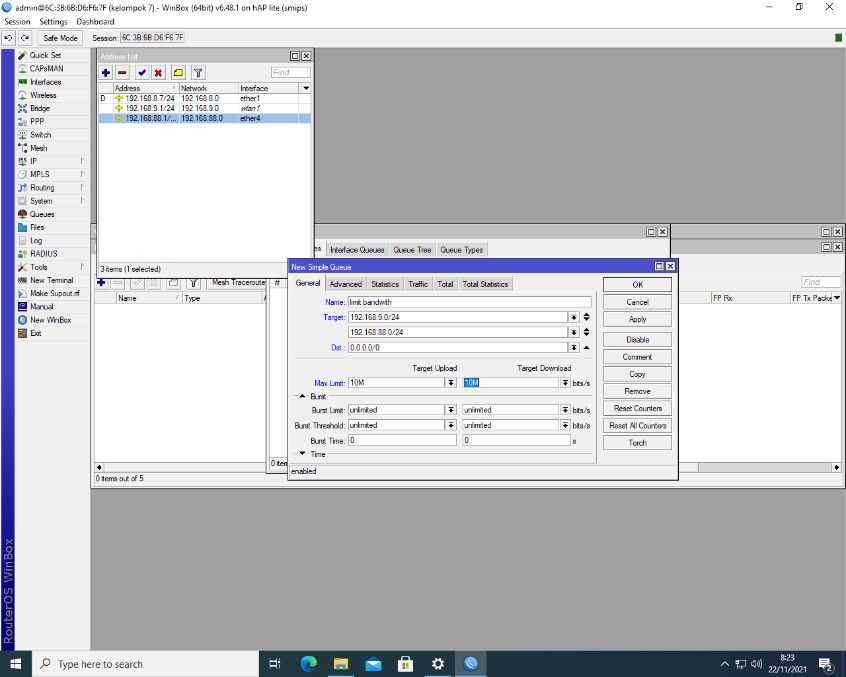 admin@6C:3B:6B:D6:F6:7F (kelompok 7) - WinBox (64bit) v6.48.1 on hAP lite (smips)
Session Settings Dashboard
Safe Mode Session: 6C:3B:6B:D6:F6:7F
Quick Set
CAPsMAN
Interfaces
Wireless
Bridge
PPP
Switch
Mesh
IP
MPLS
Routing
System
Queues
Files
Log
RADIUS
Tools
New Terminal
Make Supout.rif
Manual
New WinBox
Exit
RouterOS WinBox
Address List
Find
Address Network Interface
D 192.168.8.7/24 192.168.8.0 ether1
192.168.9.1/24 192.168.9.0 wlan1
192.168.88.1/... 192.168.88.0 ether4
3 items (1 selected)
Interface Queues Queue Tree Queue Types
Mesh Traceroute #
Find
Name Type FP Rx FP Tx Packe
0 items out of 5
New Simple Queue
General Advanced Statistics Traffic Total Total Statistics
Name: limit bandwith
Target: 192.168.9.0/24
192.168.88.0/24
Dst.: 0.0.0.0/0
Target Upload Target Download
Max Limit: 10M 10M bits/s
Burst
Burst Limit: unlimited unlimited bits/s
Burst Threshold: unlimited unlimited bits/s
Burst Time: 0 0 s
Time
enabled
OK
Cancel
Apply
Disable
Comment
Copy
Remove
Reset Counters
Reset All Counters
Torch
Type here to search
8:23
22/11/2021
2